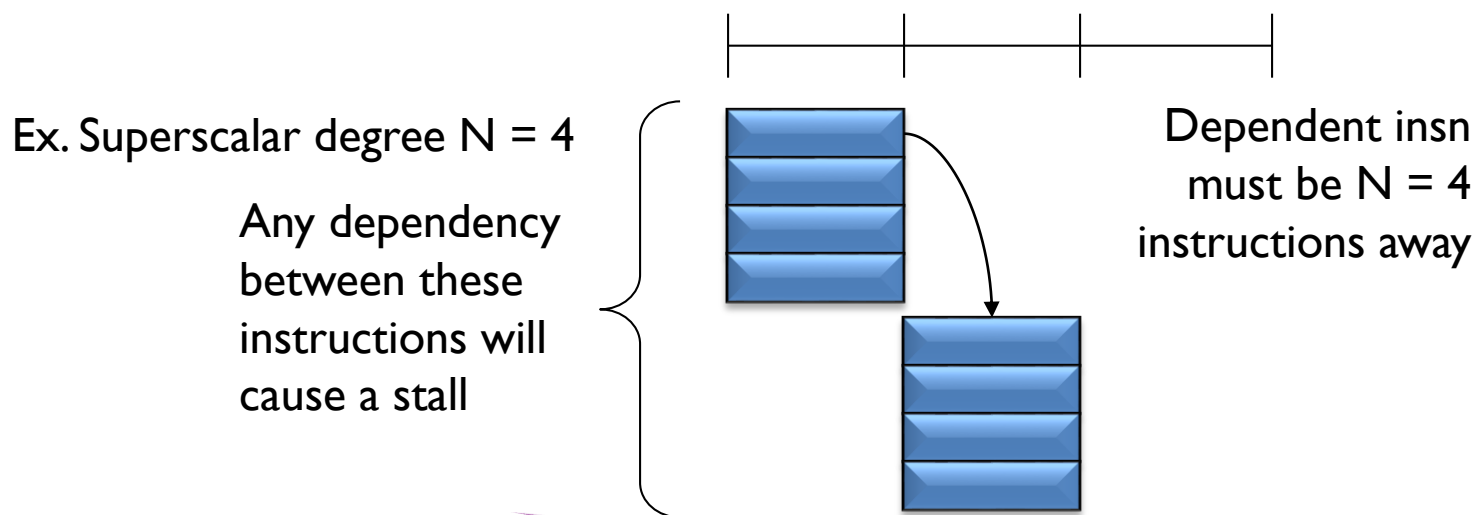 Ex. Superscalar degree N = 4
Any dependency
between these
instructions will
cause a stall
Dependent insn
must be N = 4
instructions away